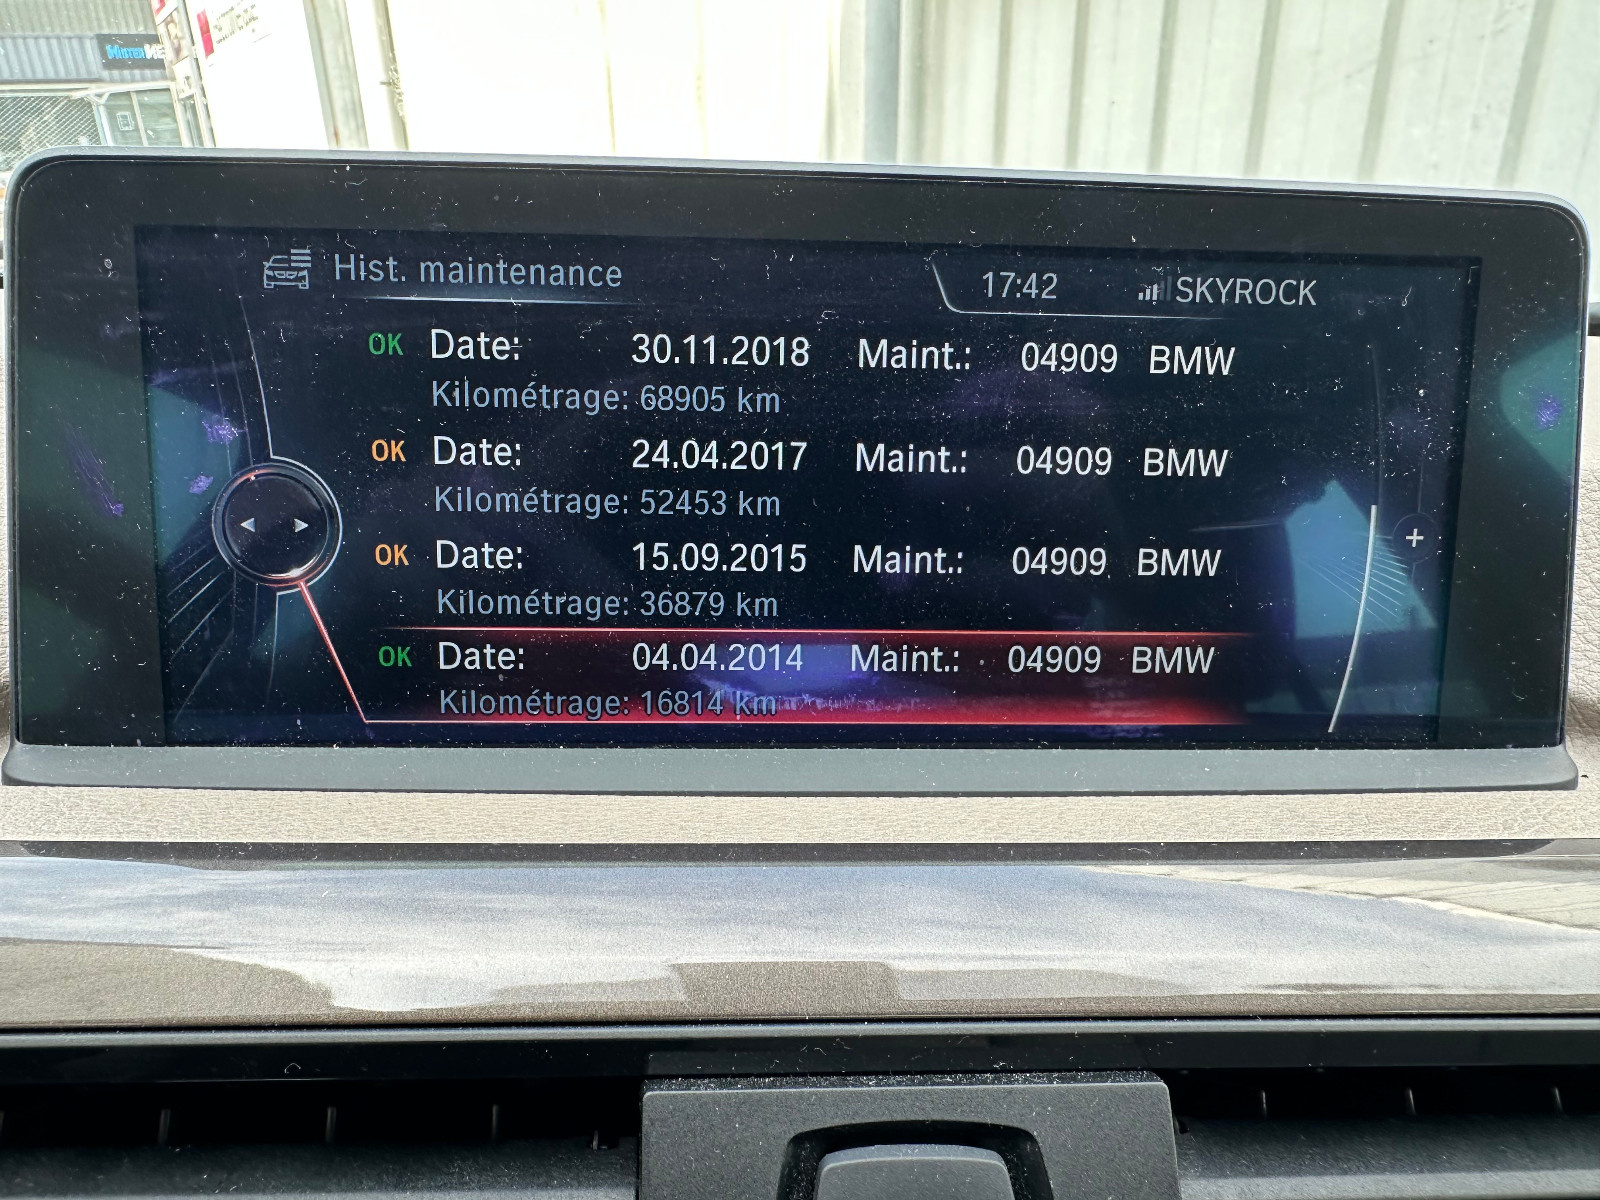 Hist. maintenance
17:42 SKYROCK
OK Date: 30.11.2018 Maint.: 04909 BMW
Kilométrage: 68905 km
OK Date: 24.04.2017 Maint.: 04909 BMW
Kilométrage: 52453 km
OK Date: 15.09.2015 Maint.: 04909 BMW
Kilométrage: 36879 km
+
OK Date: 04.04.2014 Maint.: 04909 BMW
Kilométrage: 16814 km